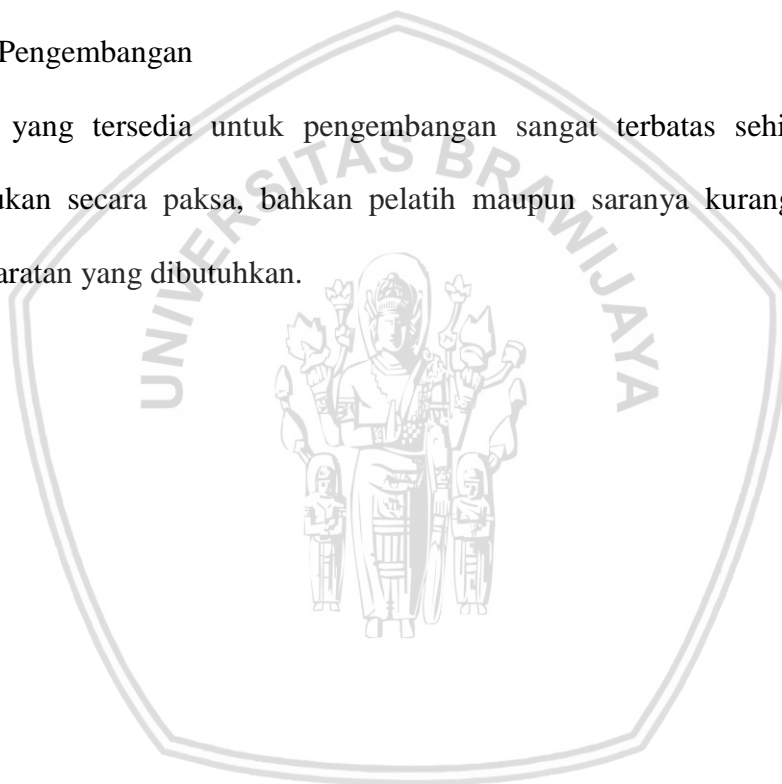 Pengembangan
yang tersedia untuk pengembangan sangat terbatas sehi
ukan secara paksa, bahkan pelatih maupun saranya kurang
aratan yang dibutuhkan.
UNIVERSITAS BRAWIJAYA